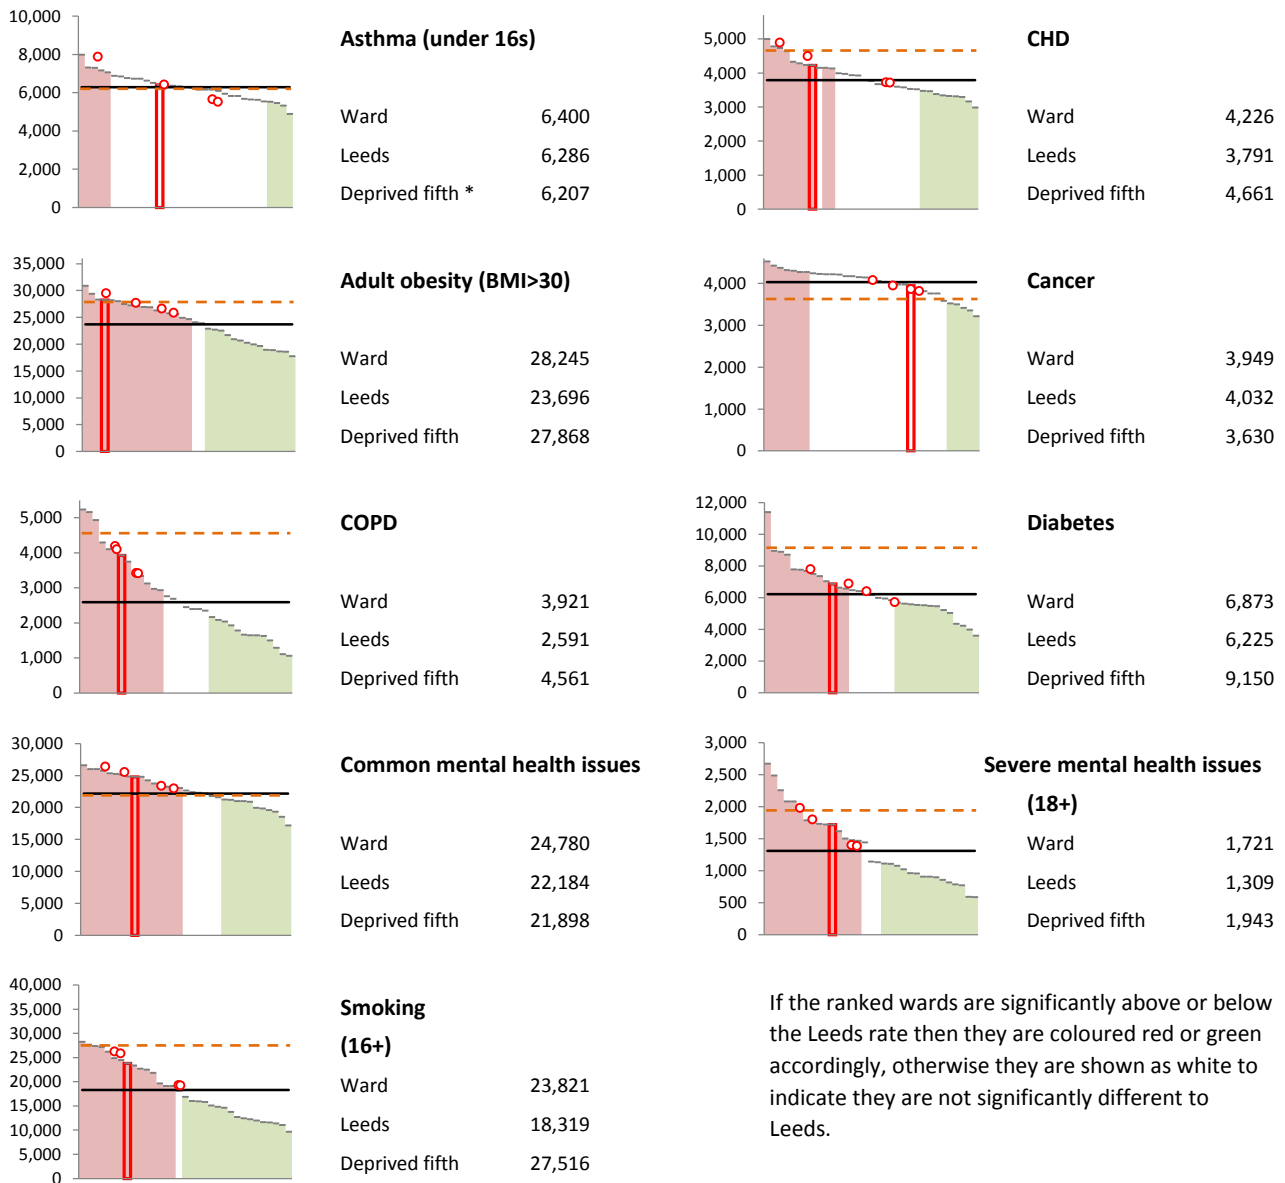 10,000
8,000
6,000
4,000
2,000
0
Asthma (under 16s)
Ward 6,400
Leeds 6,286
Deprived fifth * 6,207
5,000
4,000
3,000
2,000
1,000
0
CHD
Ward 4,226
Leeds 3,791
Deprived fifth 4,661
35,000
30,000
25,000
20,000
15,000
10,000
5,000
0
Adult obesity (BMI>30)
Ward 28,245
Leeds 23,696
Deprived fifth 27,868
4,000
3,000
2,000
1,000
0
Cancer
Ward 3,949
Leeds 4,032
Deprived fifth 3,630
5,000
4,000
3,000
2,000
1,000
0
COPD
Ward 3,921
Leeds 2,591
Deprived fifth 4,561
12,000
10,000
8,000
6,000
4,000
2,000
0
Diabetes
Ward 6,873
Leeds 6,225
Deprived fifth 9,150
30,000
25,000
20,000
15,000
10,000
5,000
0
Common mental health issues
Ward 24,780
Leeds 22,184
Deprived fifth 21,898
3,000
2,500
2,000
1,500
1,000
500
0
Severe mental health issues
(18+)
Ward 1,721
Leeds 1,309
Deprived fifth 1,943
40,000
35,000
30,000
25,000
20,000
15,000
10,000
5,000
0
Smoking
(16+)
Ward 23,821
Leeds 18,319
Deprived fifth 27,516
If the ranked wards are significantly above or below
the Leeds rate then they are coloured red or green
accordingly, otherwise they are shown as white to
indicate they are not significantly different to
Leeds.